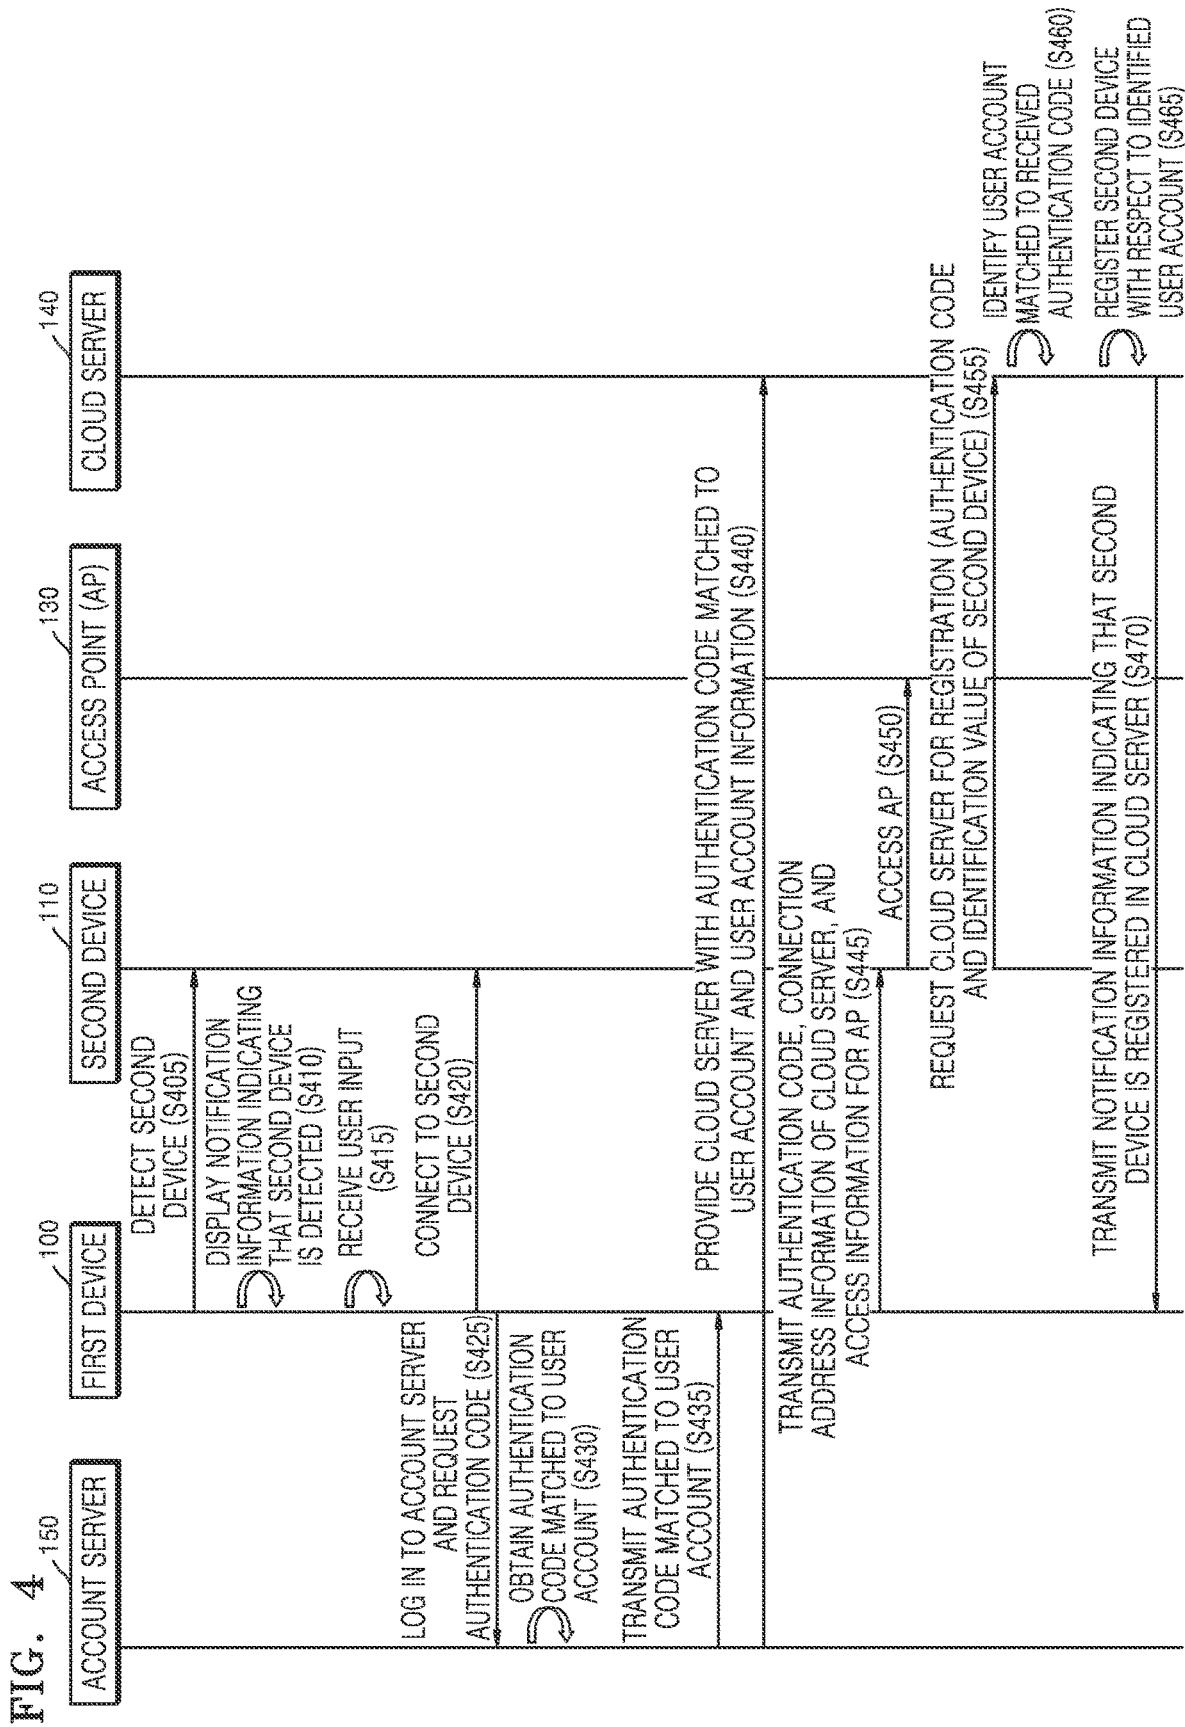 FIG. 4
150
ACCOUNT SERVER
100
FIRST DEVICE
110
SECOND DEVICE
130
ACCESS POINT (AP)
140
CLOUD SERVER
DETECT SECOND
DEVICE (S405)
DISPLAY NOTIFICATION
INFORMATION INDICATING
THAT SECOND DEVICE
IS DETECTED (S410)
RECEIVE USER INPUT
(S415)
CONNECT TO SECOND
DEVICE (S420)
LOG IN TO ACCOUNT SERVER
AND REQUEST
AUTHENTICATION CODE (S425)
OBTAIN AUTHENTICATION
CODE MATCHED TO USER
ACCOUNT (S430)
TRANSMIT AUTHENTICATION
CODE MATCHED TO USER
ACCOUNT (S435)
PROVIDE CLOUD SERVER WITH AUTHENTICATION CODE MATCHED TO
USER ACCOUNT AND USER ACCOUNT INFORMATION (S440)
TRANSMIT AUTHENTICATION CODE, CONNECTION
ADDRESS INFORMATION OF CLOUD SERVER, AND
ACCESS INFORMATION FOR AP (S445)
ACCESS AP (S450)
REQUEST CLOUD SERVER FOR REGISTRATION (AUTHENTICATION CODE
AND IDENTIFICATION VALUE OF SECOND DEVICE) (S455)
IDENTIFY USER ACCOUNT
MATCHED TO RECEIVED
AUTHENTICATION CODE (S460)
REGISTER SECOND DEVICE
WITH RESPECT TO IDENTIFIED
USER ACCOUNT (S465)
TRANSMIT NOTIFICATION INFORMATION INDICATING THAT SECOND
DEVICE IS REGISTERED IN CLOUD SERVER (S470)